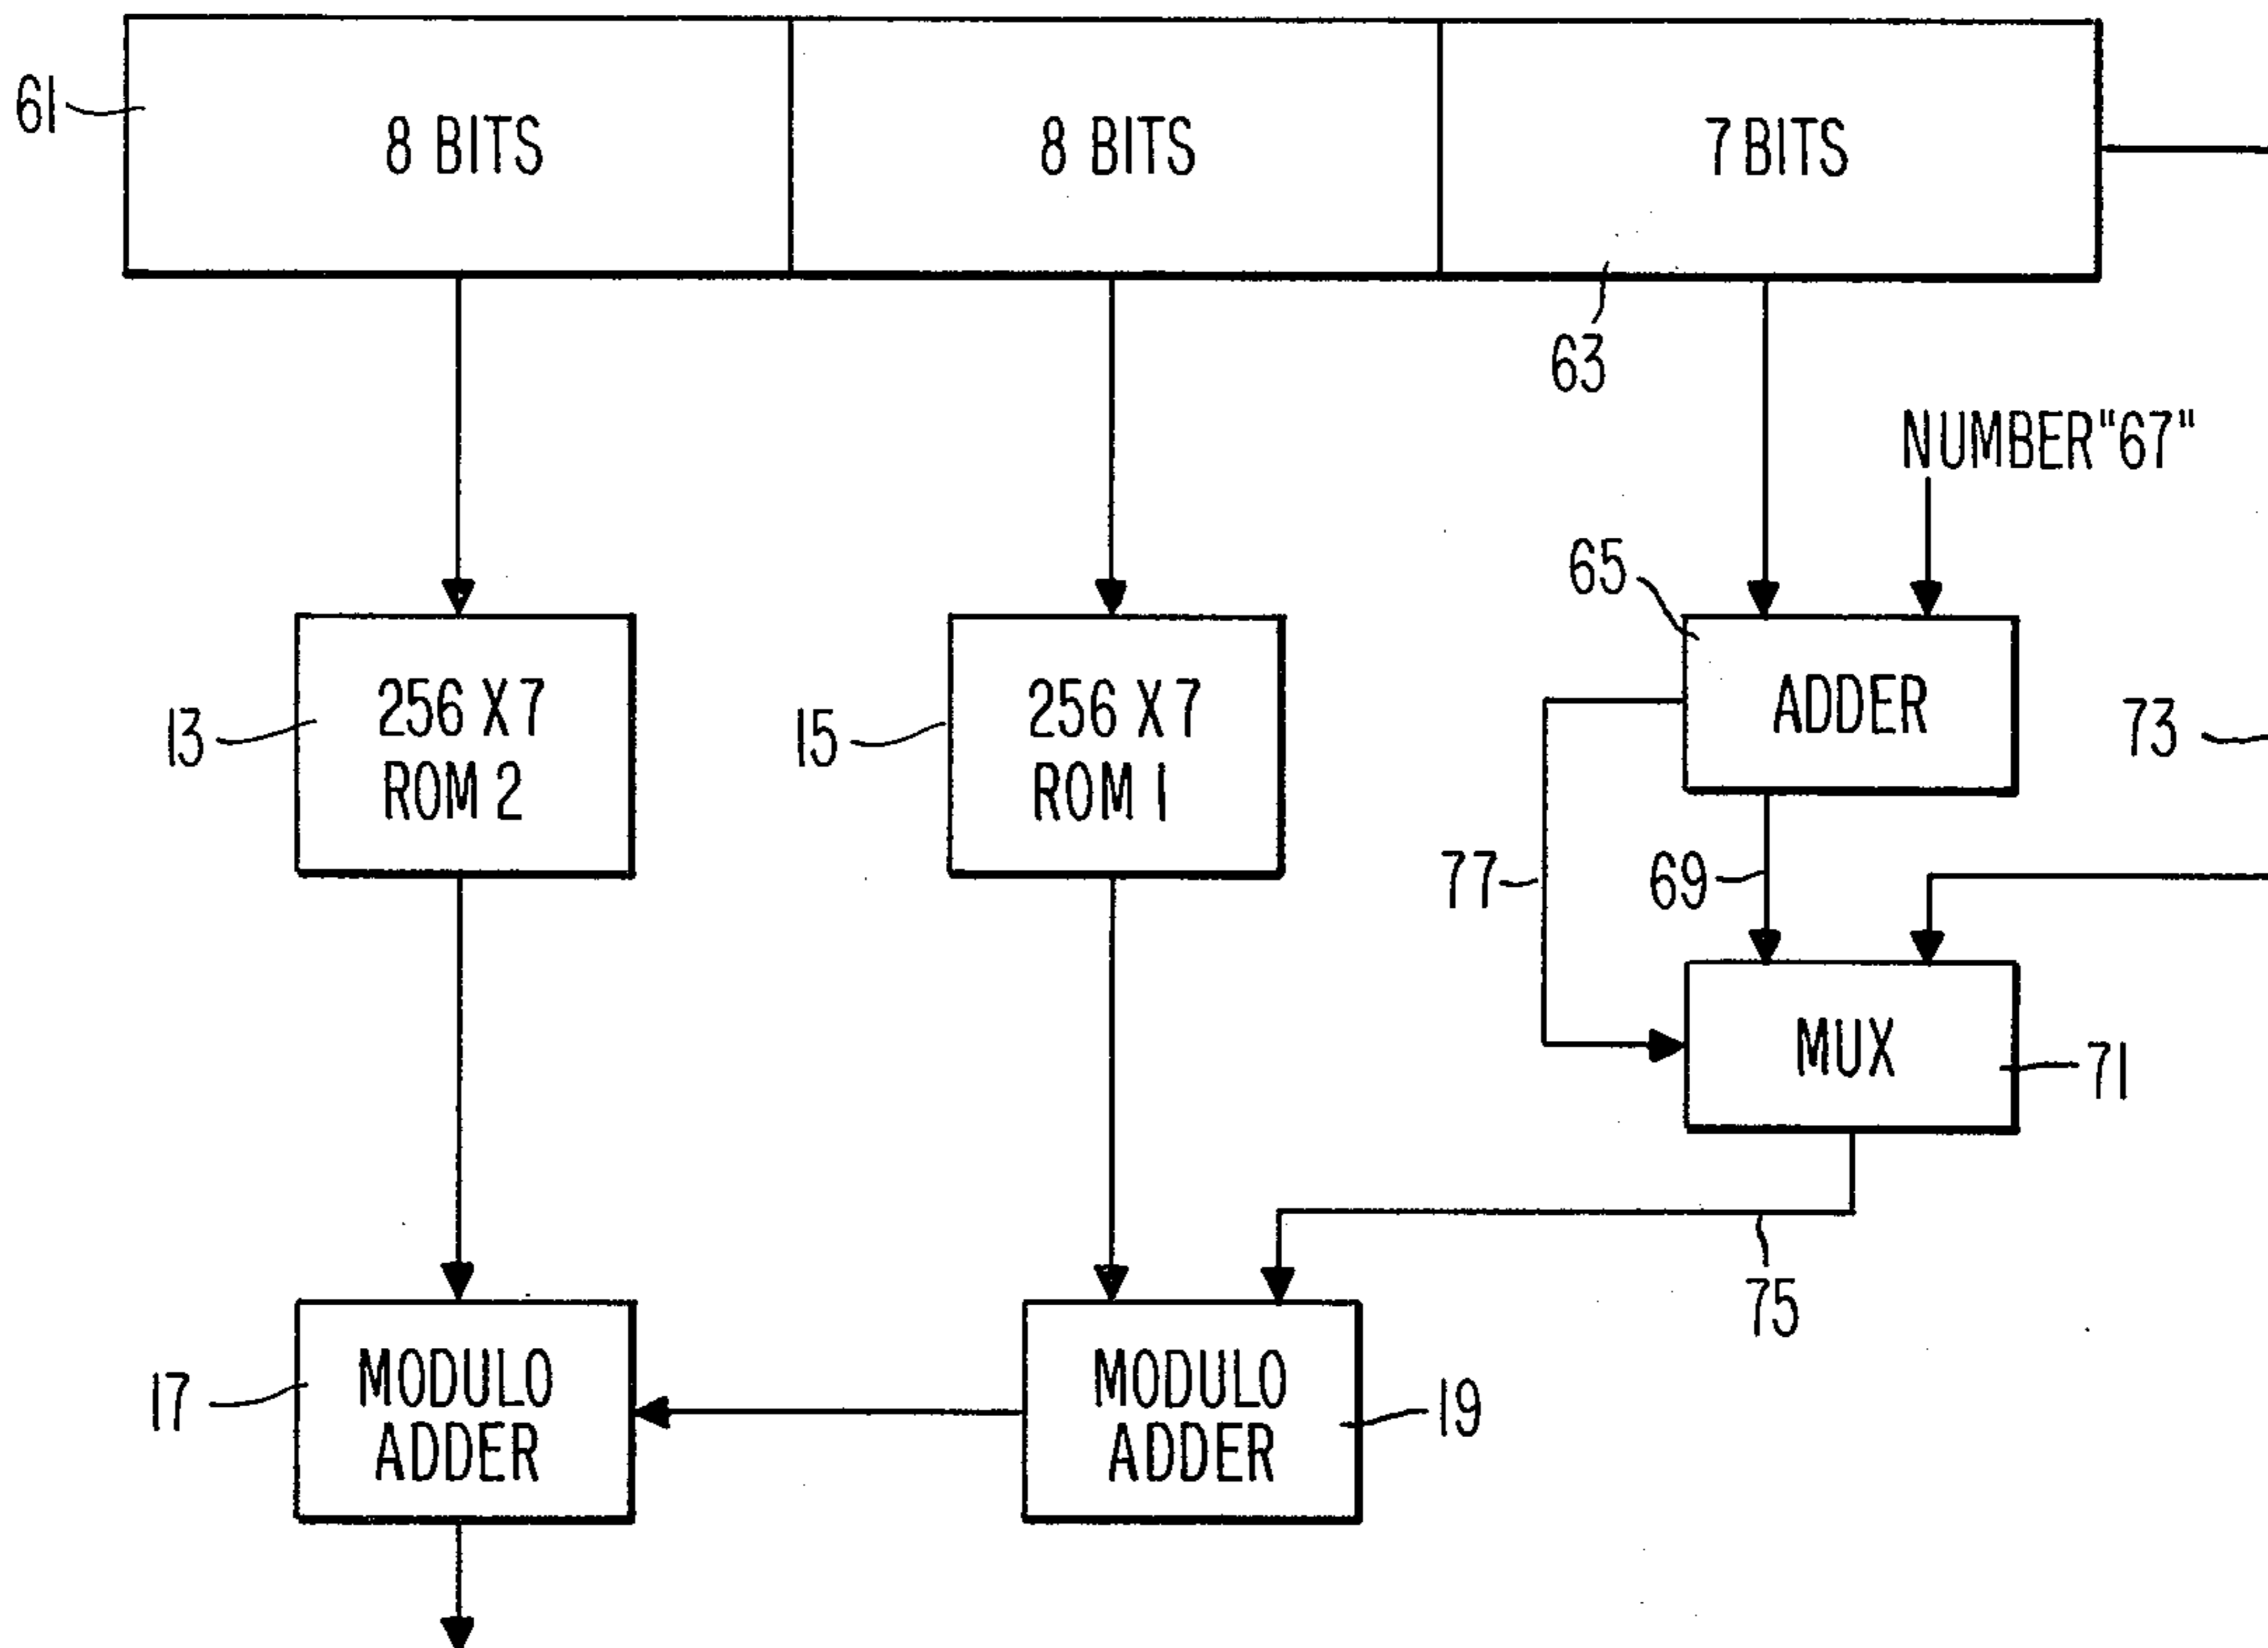 61
8 BITS
8 BITS
7 BITS
63
NUMBER "67"
65
13
256 X 7
ROM 2
15
256 X 7
ROM 1
ADDER
73
77
69
MUX
71
75
17
MODULO
ADDER
MODULO
ADDER
19